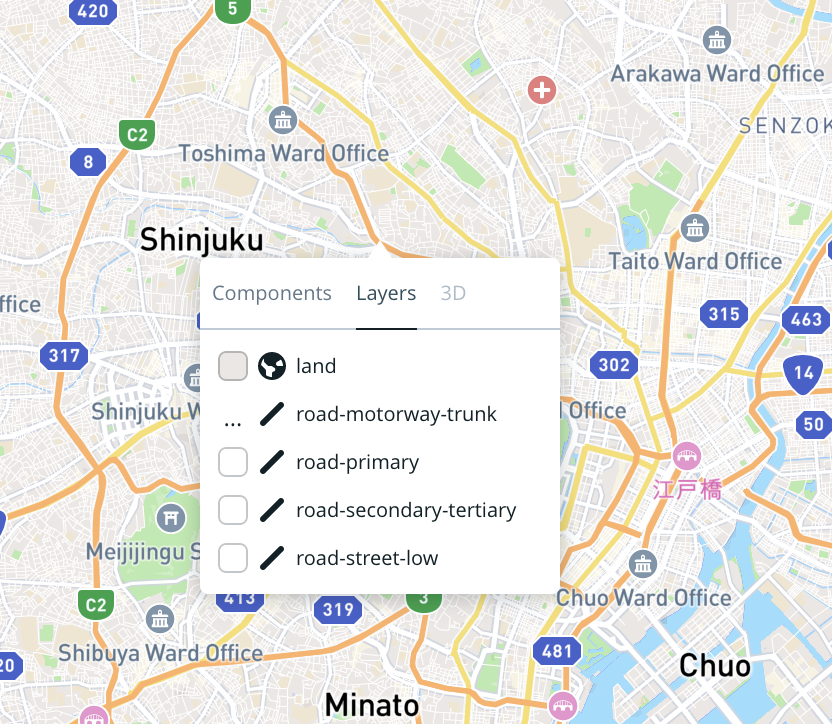 420
5
Arakawa Ward Office
SENZOK
C2
8
Toshima Ward Office
Shinjuku
Taito Ward Office
ffice
Components Layers 3D
315
463
317
302
14
land
Shinjuku W
l Office
... road-motorway-trunk
50
road-primary
江戸橋
road-secondary-tertiary
Meijijingu S
road-street-low
C2
413
319
3
Chuo Ward Office
Shibuya Ward Office
481
20
Chuo
Minato